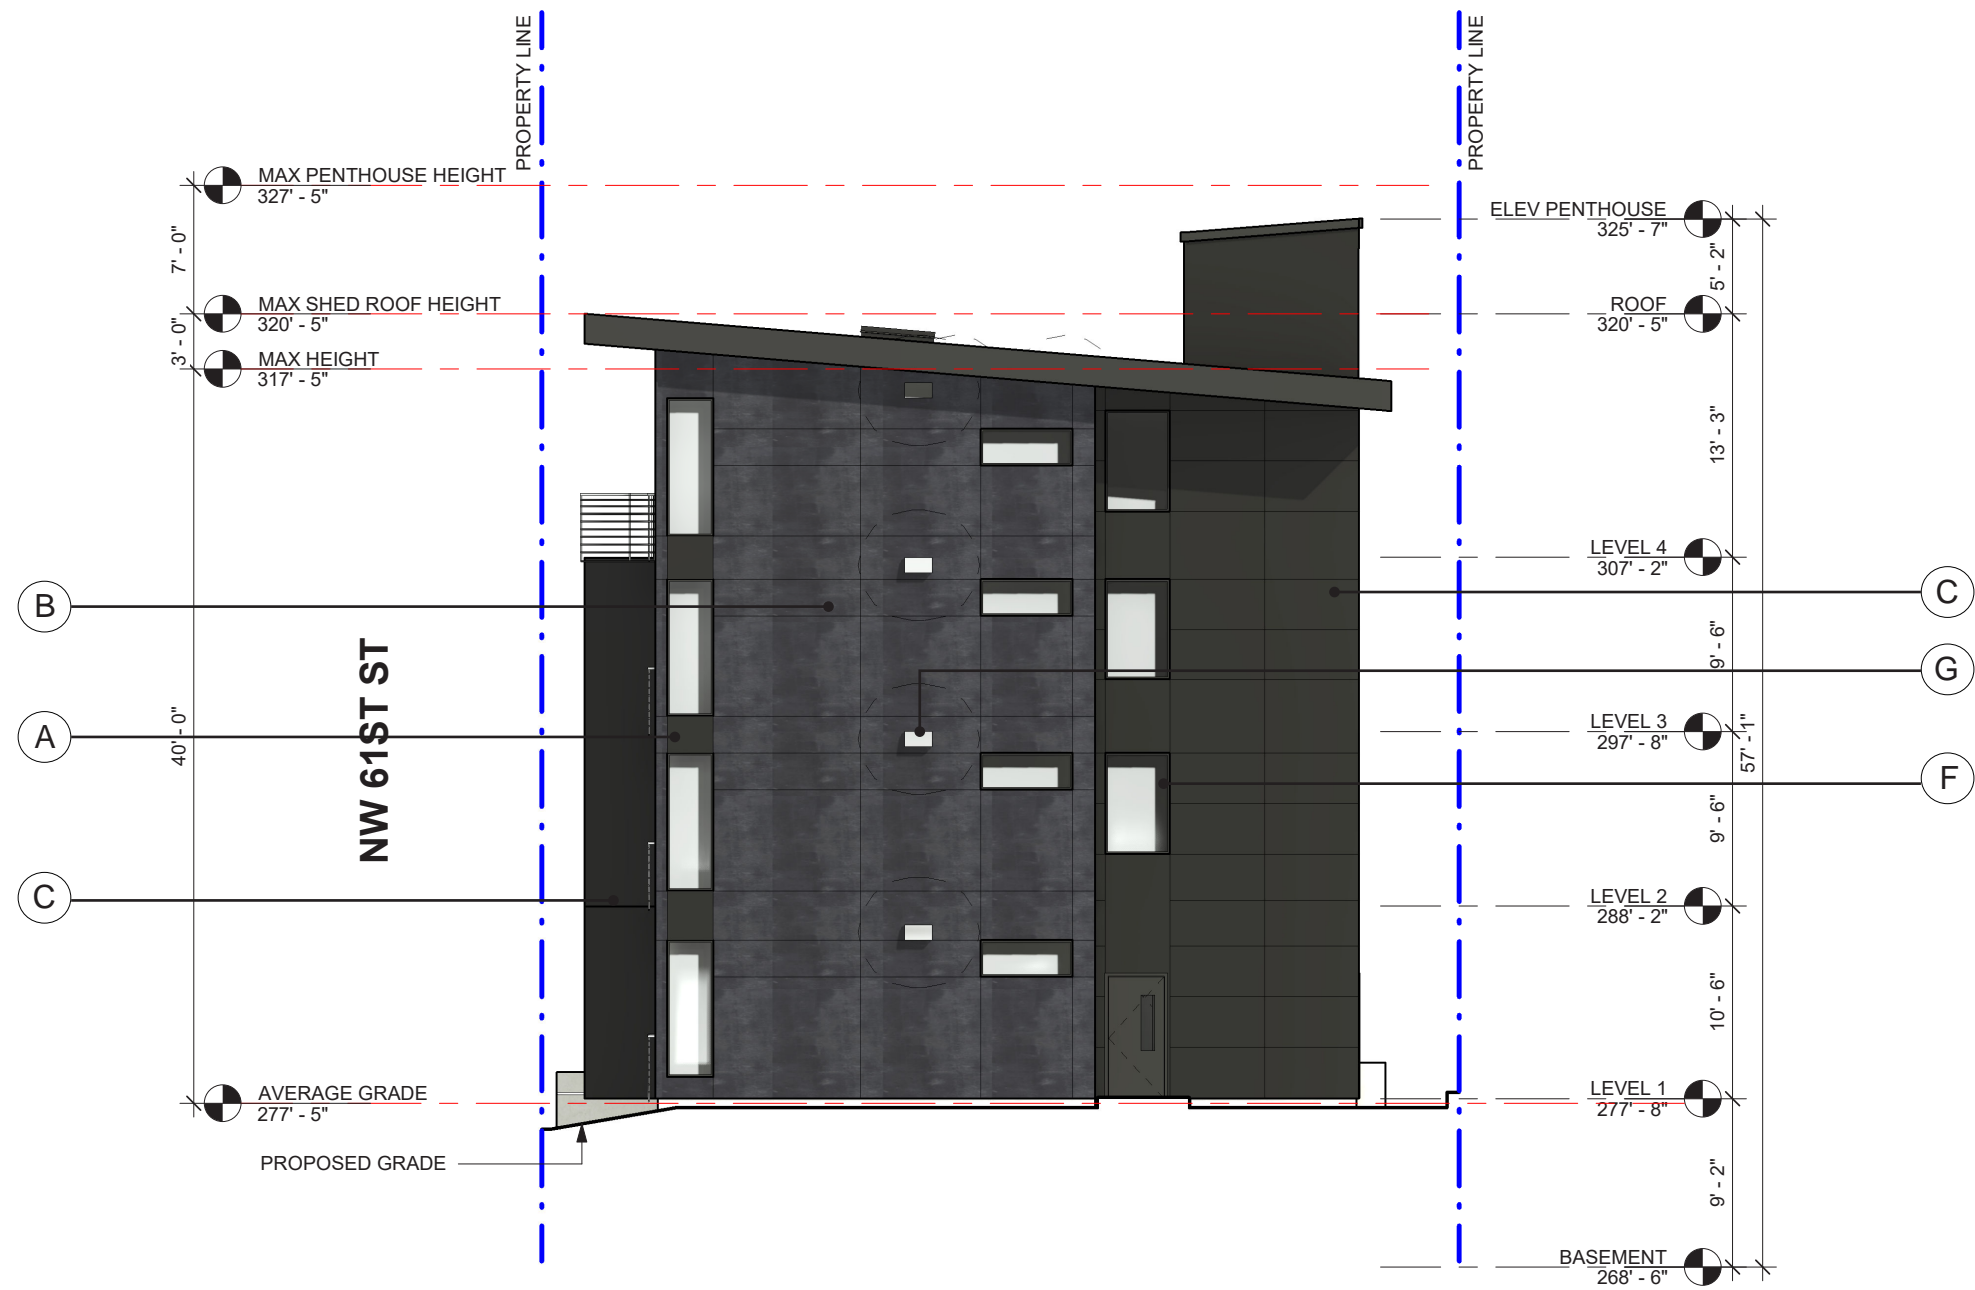 PROPERTY LINE
PROPERTY LINE
MAX PENTHOUSE HEIGHT
327' - 5"
7' - 0"
MAX SHED ROOF HEIGHT
320' - 5"
3' - 0"
MAX HEIGHT
317' - 5"
40' - 0"
NW 61ST ST
B
A
C
AVERAGE GRADE
277' - 5"
PROPOSED GRADE
ELEV PENTHOUSE
325' - 7"
5' - 2"
ROOF
320' - 5"
13' - 3"
LEVEL 4
307' - 2"
C
9' - 6"
G
LEVEL 3
297' - 8"
57' - 1"
F
9' - 6"
LEVEL 2
288' - 2"
10' - 6"
LEVEL 1
277' - 8"
9' - 2"
BASEMENT
268' - 6"